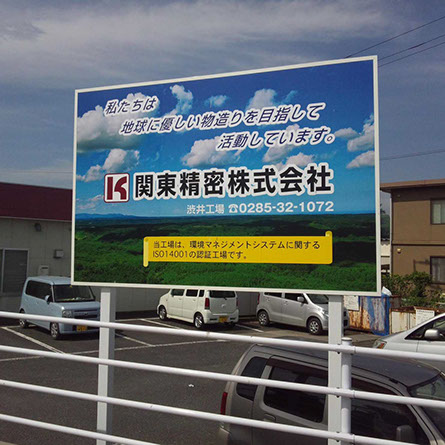 私たちは
地球に優しい物造りを目指して
活動しています。
K 関東精密株式会社
渋井工場 ☎0285-32-1072
当工場は、環境マネジメントシステムに関する
ISO14001の認証工場です。